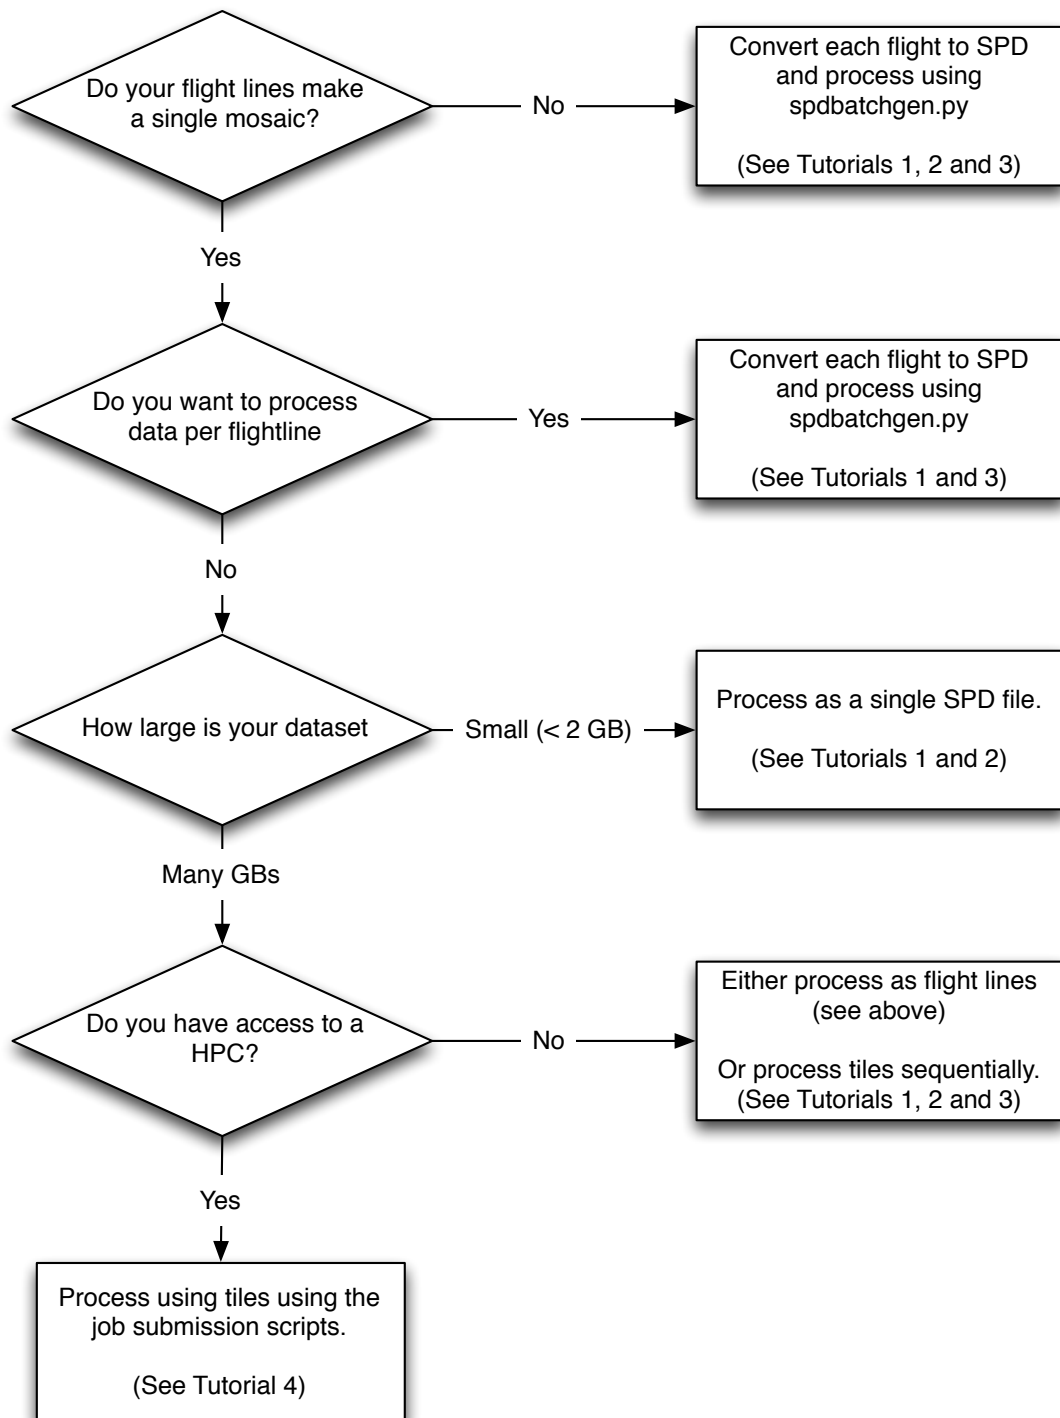 Do your flight lines make
a single mosaic?
No
Convert each flight to SPD
and process using
spdbatchgen.py
(See Tutorials 1, 2 and 3)
Yes
Do you want to process
data per flightline
Yes
Convert each flight to SPD
and process using
spdbatchgen.py
(See Tutorials 1 and 3)
No
How large is your dataset
Small (< 2 GB)
Process as a single SPD file.
(See Tutorials 1 and 2)
Many GBs
Do you have access to a
HPC?
No
Either process as flight lines
(see above)
Or process tiles sequentially.
(See Tutorials 1, 2 and 3)
Yes
Process using tiles using the
job submission scripts.
(See Tutorial 4)